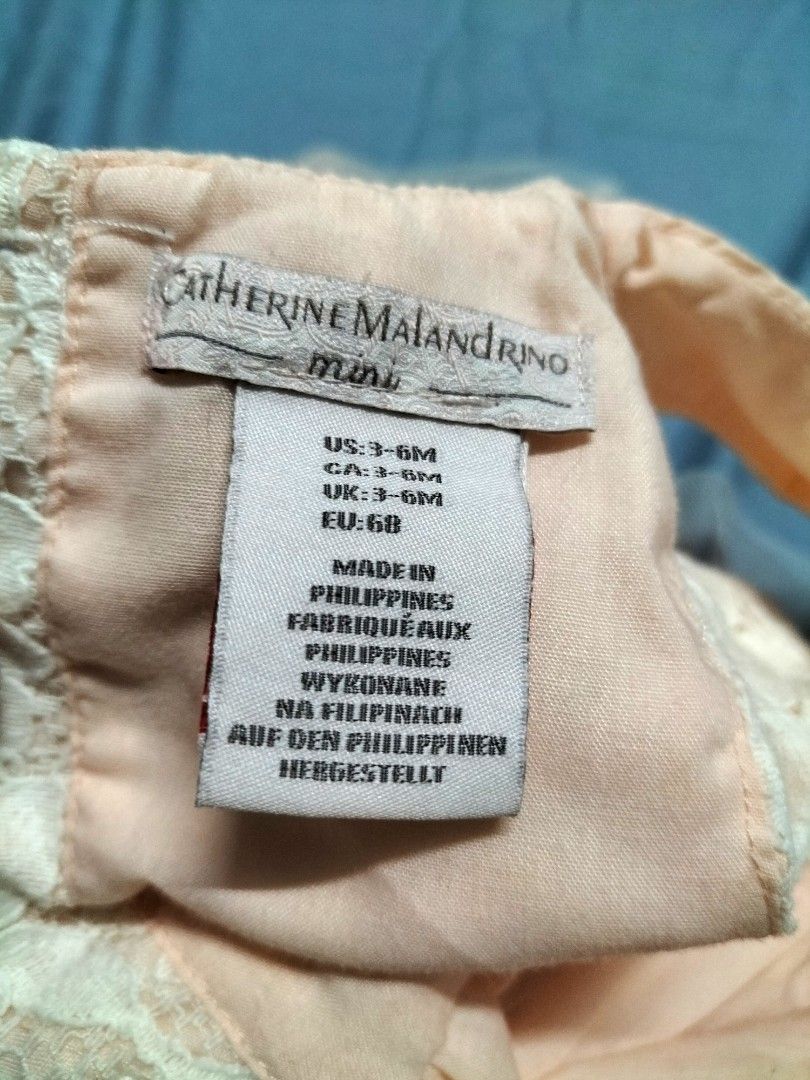 CATHERINE MALANDRINO
mini
US:3-6M
CA:3-6M
UK:3-6M
EU:68
MADE IN
PHILIPPINES
FABRIQUÉ AUX
PHILIPPINES
WYKONANE
NA FILIPINACH
AUF DEN PHILIPPINEN
HERGESTELLT